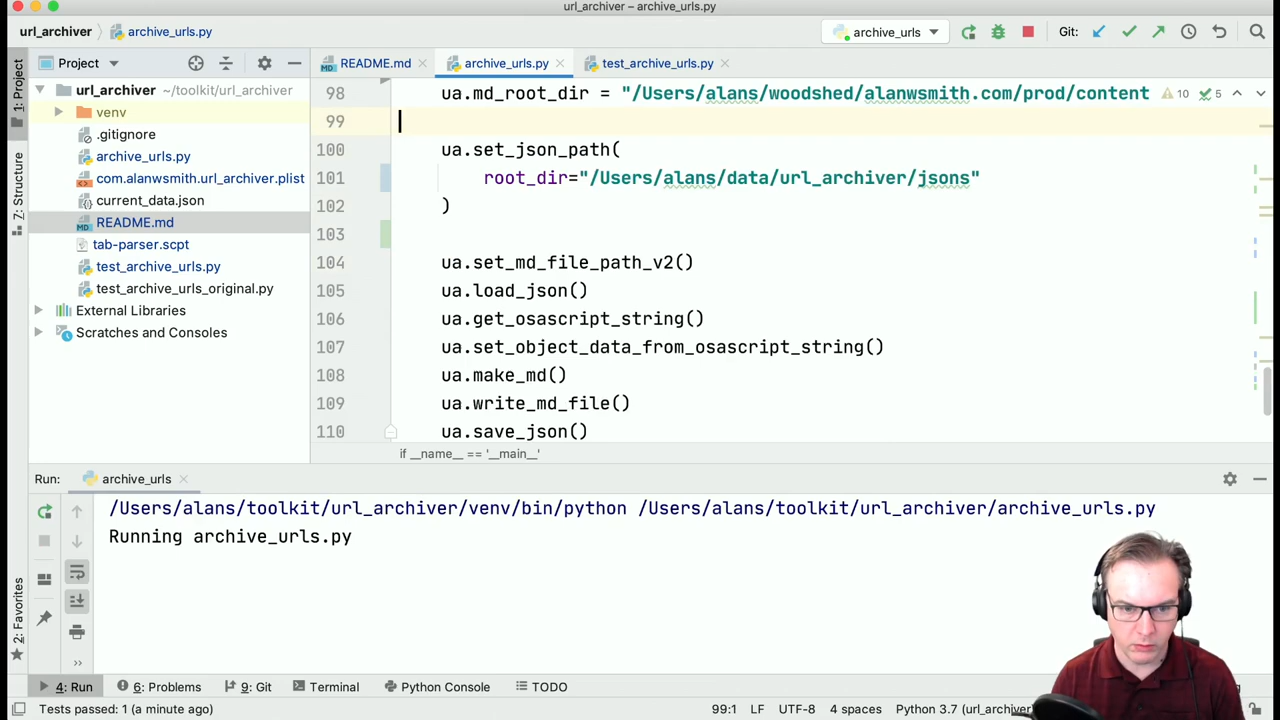 url_archiver – archive_urls.py
url_archiver
archive_urls.py
archive_urls
Git:
Project
README.md
archive_urls.py
test_archive_urls.py
1: Project
7: Structure
2: Favorites
url_archiver ~/toolkit/url_archiver
venv
.gitignore
archive_urls.py
com.alanwsmith.url_archiver.plist
current_data.json
README.md
tab-parser.scpt
test_archive_urls.py
test_archive_urls_original.py
External Libraries
Scratches and Consoles
98 ua.md_root_dir = "/Users/alans/woodshed/alanwsmith.com/prod/content
10 5
99
100 ua.set_json_path(
101 root_dir="/Users/alans/data/url_archiver/jsons"
102 )
103
104 ua.set_md_file_path_v2()
105 ua.load_json()
106 ua.get_osascript_string()
107 ua.set_object_data_from_osascript_string()
108 ua.make_md()
109 ua.write_md_file()
110 ua.save_json()
if __name__ == '__main__'
Run: archive_urls
/Users/alans/toolkit/url_archiver/venv/bin/python /Users/alans/toolkit/url_archiver/archive_urls.py
Running archive_urls.py
4: Run
6: Problems
9: Git
Terminal
Python Console
TODO
Tests passed: 1 (a minute ago)
99:1 LF UTF-8 4 spaces Python 3.7 (url_archiver)